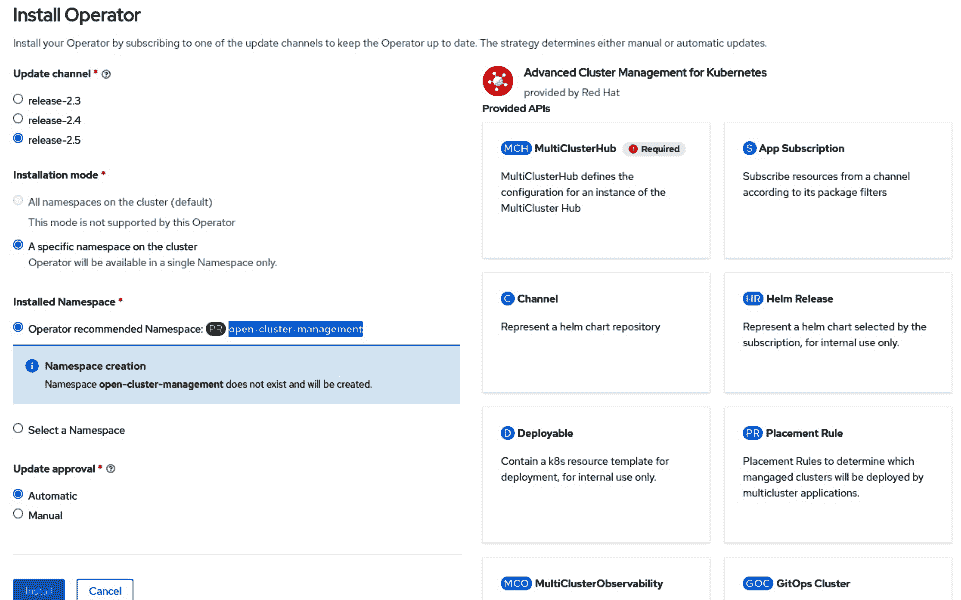 Install Operator
Install your Operator by subscribing to one of the update channels to keep the Operator up to date. The strategy determines either manual or automatic updates.
Update channel *
release-2.3
release-2.4
release-2.5
Installation mode *
All namespaces on the cluster (default)
This mode is not supported by this Operator
A specific namespace on the cluster
Operator will be available in a single Namespace only.
Installed Namespace *
Operator recommended Namespace: PR open-cluster-management
Namespace creation
Namespace open-cluster-management does not exist and will be created.
Select a Namespace
Update approval *
Automatic
Manual
Install
Cancel
Advanced Cluster Management for Kubernetes
provided by Red Hat
Provided APIs
MCH MultiClusterHub Required
MultiClusterHub defines the
configuration for an instance of the
MultiCluster Hub
S App Subscription
Subscribe resources from a channel
according to its package filters
C Channel
Represent a helm chart repository
HR Helm Release
Represent a helm chart selected by the
subscription, for internal use only.
D Deployable
Contain a k8s resource template for
deployment, for internal use only.
PR Placement Rule
Placement Rules to determine which
mangaged clusters will be deployed by
multicluster applications.
MCO MultiClusterObservability
GOC GitOps Cluster